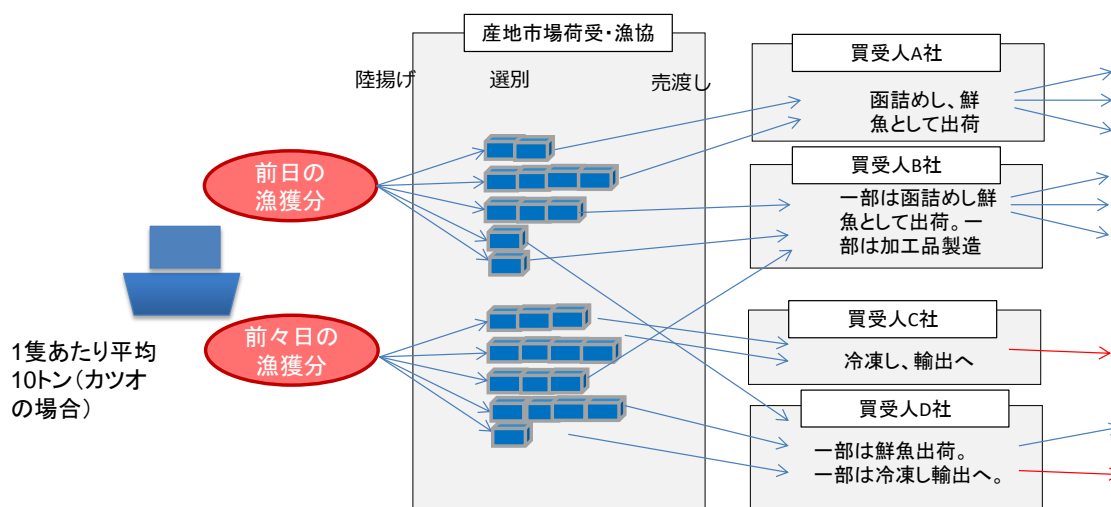 産地市場荷受・漁協
陸揚げ
選別
売渡し
前日の
漁獲分
前々日の
漁獲分
1隻あたり平均
10トン(カツオ
の場合)
買受人A社
函詰めし、鮮
魚として出荷
買受人B社
一部は函詰めし鮮
魚として出荷。一
部は加工品製造
買受人C社
冷凍し、輸出へ
買受人D社
一部は鮮魚出荷。
一部は冷凍し輸出へ。